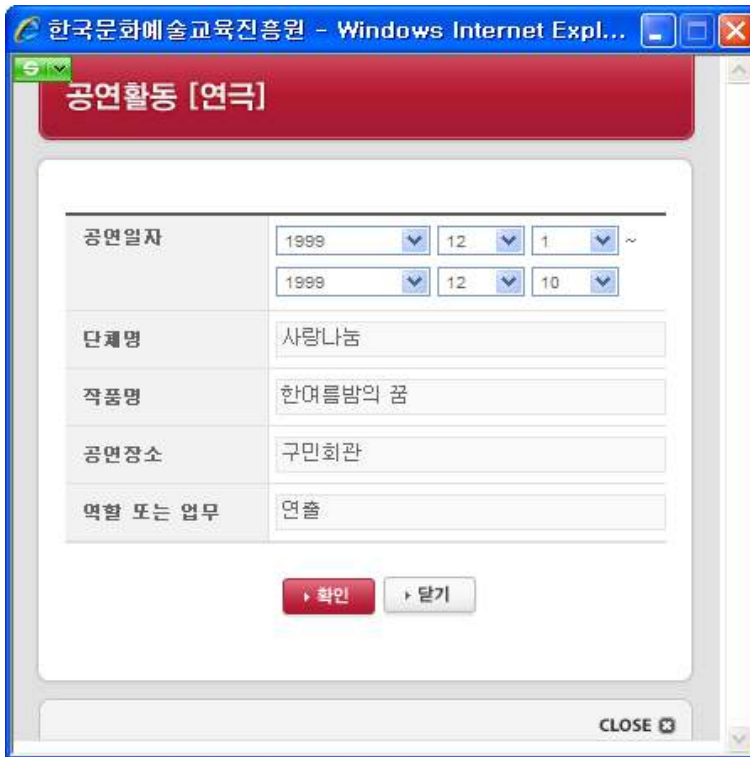 한국문화예술교육진흥원 - Windows Internet Expl...
공연활동 [연극]
공연일자 1999 12 1 ~
1999 12 10
단체명 사랑나눔
작품명 한여름밤의 꿈
공연장소 구민회관
역할 또는 업무 연출
확인 닫기
CLOSE